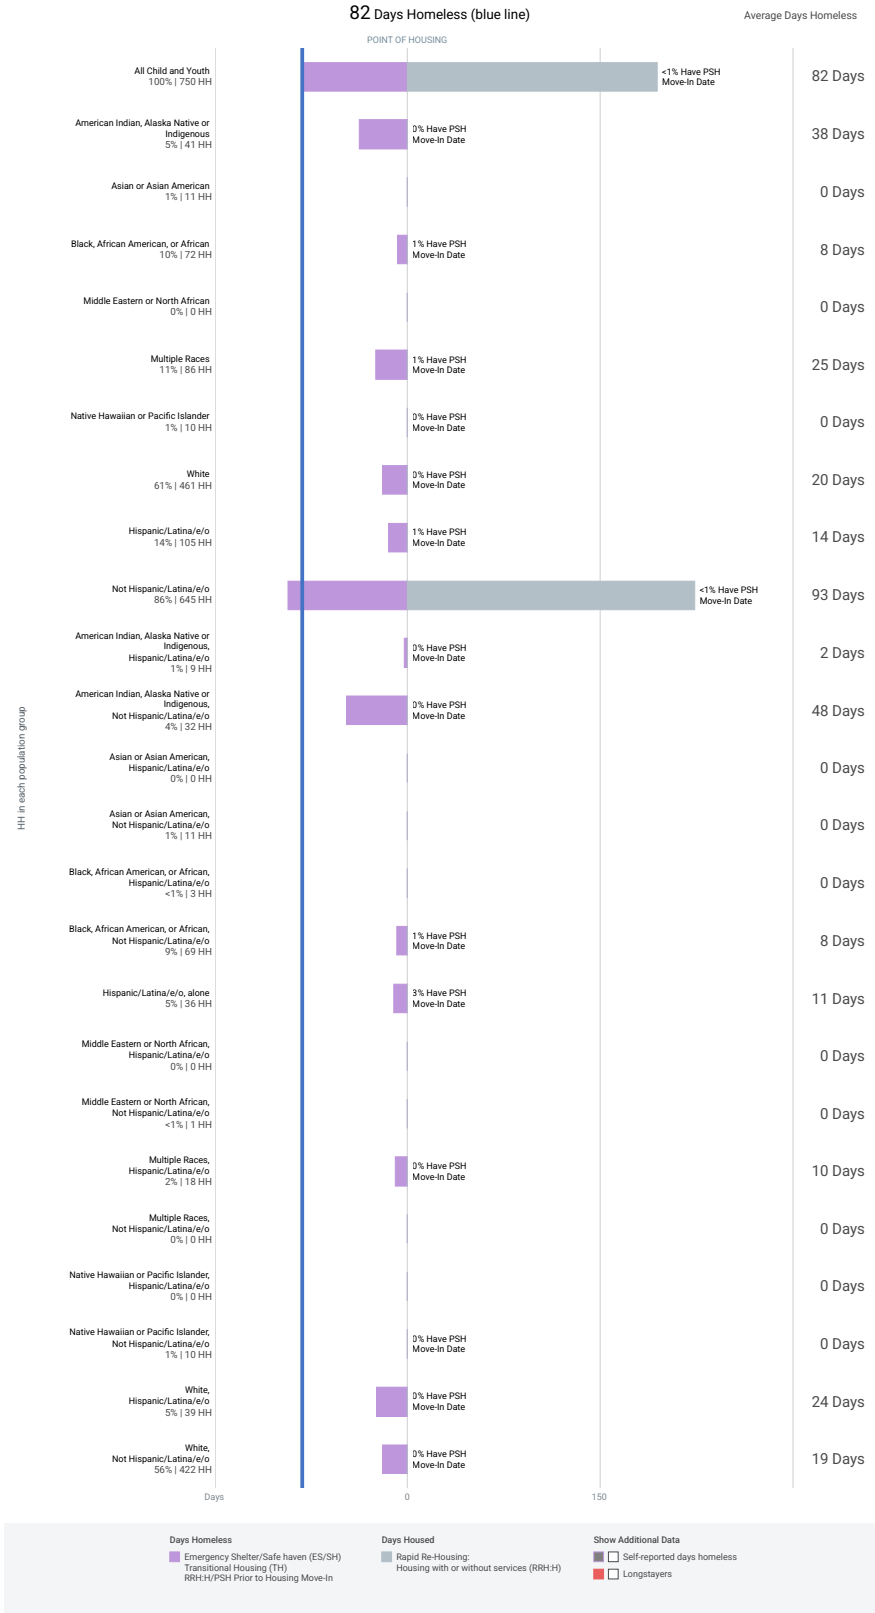 82 Days Homeless (blue line)
Average Days Homeless
POINT OF HOUSING
All Child and Youth
100% | 750 HH
<1% Have PSH
Move-In Date
82 Days
American Indian, Alaska Native or
Indigenous
5% | 41 HH
0% Have PSH
Move-In Date
38 Days
Asian or Asian American
1% | 11 HH
0 Days
Black, African American, or African
10% | 72 HH
1% Have PSH
Move-In Date
8 Days
Middle Eastern or North African
0% | 0 HH
0 Days
Multiple Races
11% | 86 HH
1% Have PSH
Move-In Date
25 Days
Native Hawaiian or Pacific Islander
1% | 10 HH
0% Have PSH
Move-In Date
0 Days
White
61% | 461 HH
0% Have PSH
Move-In Date
20 Days
Hispanic/Latina/e/o
14% | 105 HH
1% Have PSH
Move-In Date
14 Days
Not Hispanic/Latina/e/o
86% | 645 HH
<1% Have PSH
Move-In Date
93 Days
American Indian, Alaska Native or
Indigenous,
Hispanic/Latina/e/o
1% | 9 HH
0% Have PSH
Move-In Date
2 Days
American Indian, Alaska Native or
Indigenous,
Not Hispanic/Latina/e/o
4% | 32 HH
0% Have PSH
Move-In Date
48 Days
Asian or Asian American,
Hispanic/Latina/e/o
0% | 0 HH
0 Days
Asian or Asian American,
Not Hispanic/Latina/e/o
1% | 11 HH
0 Days
Black, African American, or African,
Hispanic/Latina/e/o
<1% | 3 HH
0 Days
Black, African American, or African,
Not Hispanic/Latina/e/o
9% | 69 HH
1% Have PSH
Move-In Date
8 Days
Hispanic/Latina/e/o, alone
5% | 36 HH
3% Have PSH
Move-In Date
11 Days
Middle Eastern or North African,
Hispanic/Latina/e/o
0% | 0 HH
0 Days
Middle Eastern or North African,
Not Hispanic/Latina/e/o
<1% | 1 HH
0 Days
Multiple Races,
Hispanic/Latina/e/o
2% | 18 HH
0% Have PSH
Move-In Date
10 Days
Multiple Races,
Not Hispanic/Latina/e/o
0% | 0 HH
0 Days
Native Hawaiian or Pacific Islander,
Hispanic/Latina/e/o
0% | 0 HH
0 Days
Native Hawaiian or Pacific Islander,
Not Hispanic/Latina/e/o
1% | 10 HH
0% Have PSH
Move-In Date
0 Days
White,
Hispanic/Latina/e/o
5% | 39 HH
0% Have PSH
Move-In Date
24 Days
White,
Not Hispanic/Latina/e/o
56% | 422 HH
0% Have PSH
Move-In Date
19 Days
HH in each population group
Days
0
150
Days Homeless
Emergency Shelter/Safe haven (ES/SH)
Transitional Housing (TH)
RRH:H/PSH Prior to Housing Move-In
Days Housed
Rapid Re-Housing:
Housing with or without services (RRH:H)
Show Additional Data
Self-reported days homeless
Longstayers